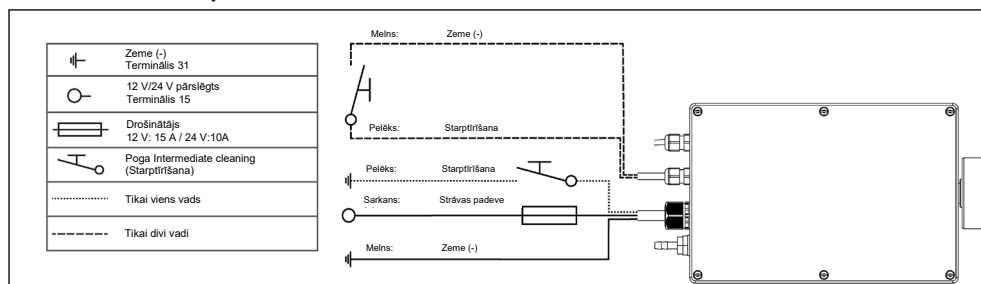 Zeme (-)
Terminālis 31
12 V/24 V pārslēgts
Terminālis 15
Drošinātājs
12 V: 15 A / 24 V:10A
Poga Intermediate cleaning
(Starptīrīšana)
Tikai viens vads
Tikai divi vadi
Melns: Zeme (-)
Pelēks: Starptīrīšana
Pelēks: Starptīrīšana
Sarkans: Strāvas padeve
Melns: Zeme (-)